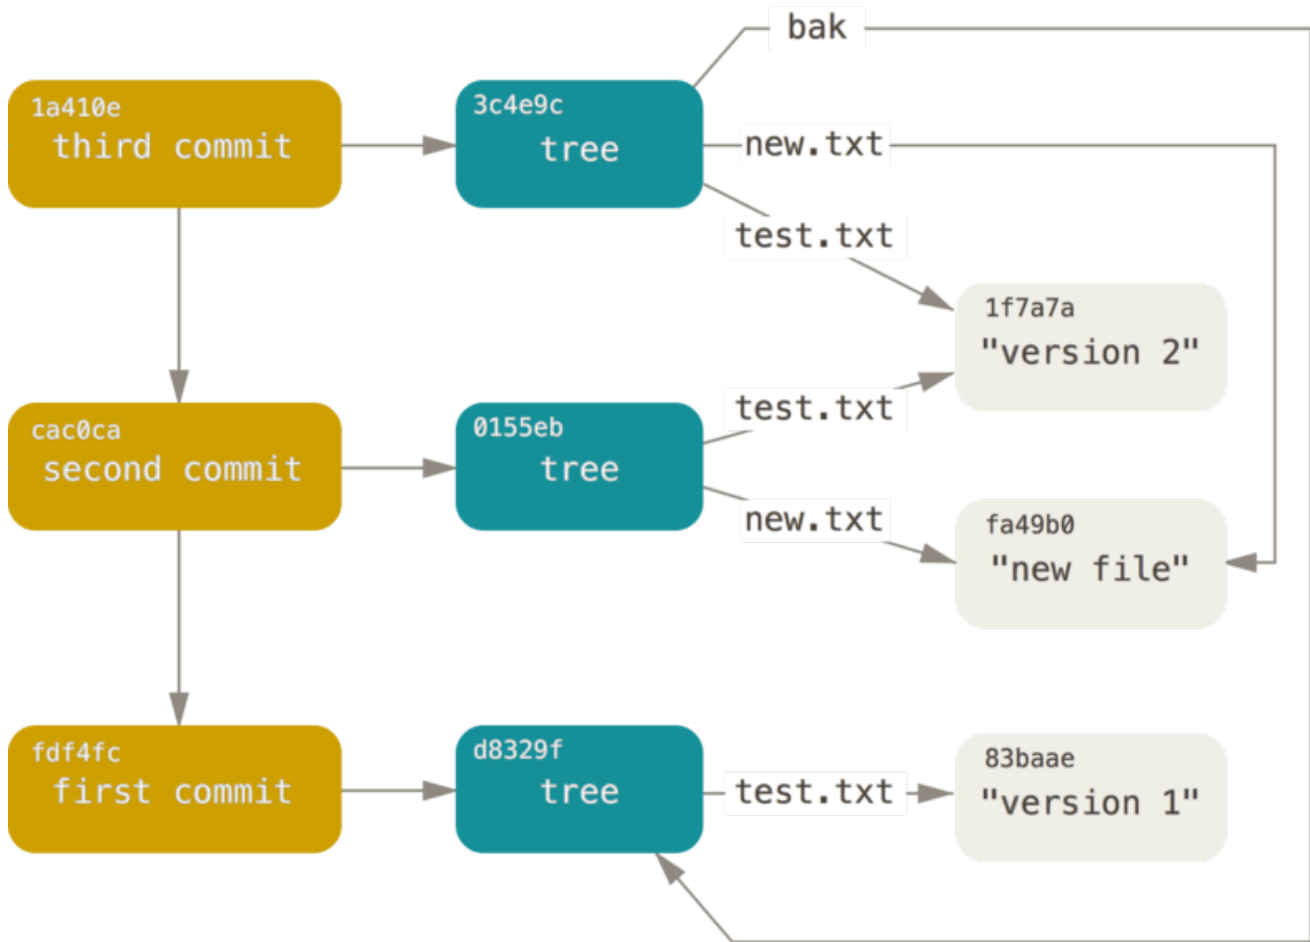 bak
1a410e
third commit
3c4e9c
tree
new.txt
test.txt
1f7a7a
"version 2"
cac0ca
second commit
0155eb
tree
test.txt
new.txt
fa49b0
"new file"
fdf4fc
first commit
d8329f
tree
test.txt
83baae
"version 1"